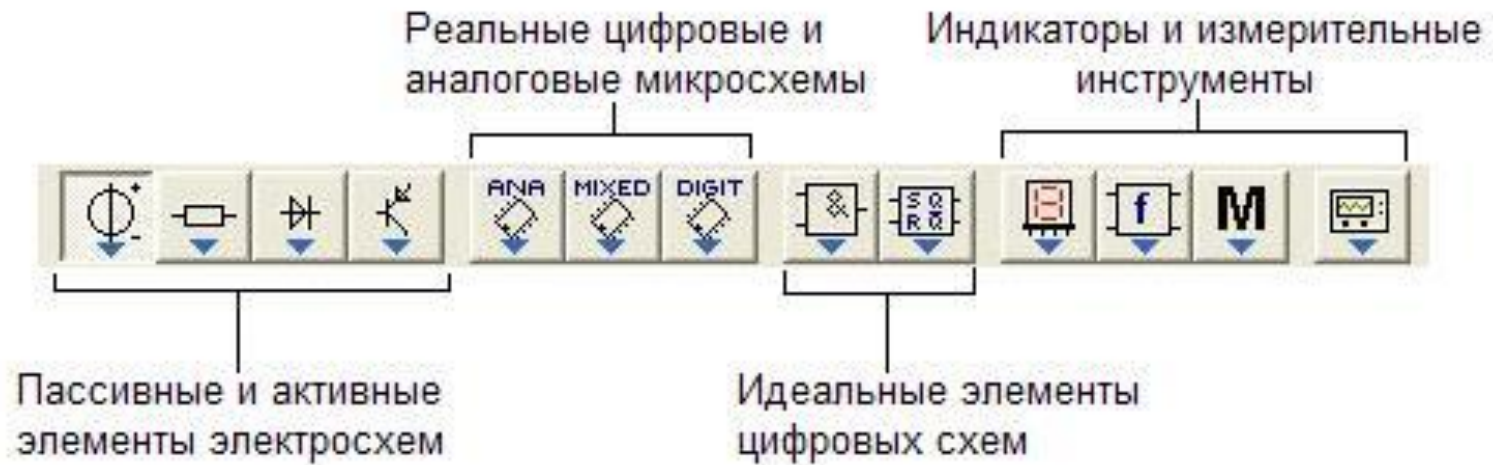 Реальные цифровые и
аналоговые микросхемы
Индикаторы и измерительные
инструменты
ANA
MIXED
DIGIT
&
S Q
R Q̅
f
M
Пассивные и активные
элементы электросхем
Идеальные элементы
цифровых схем